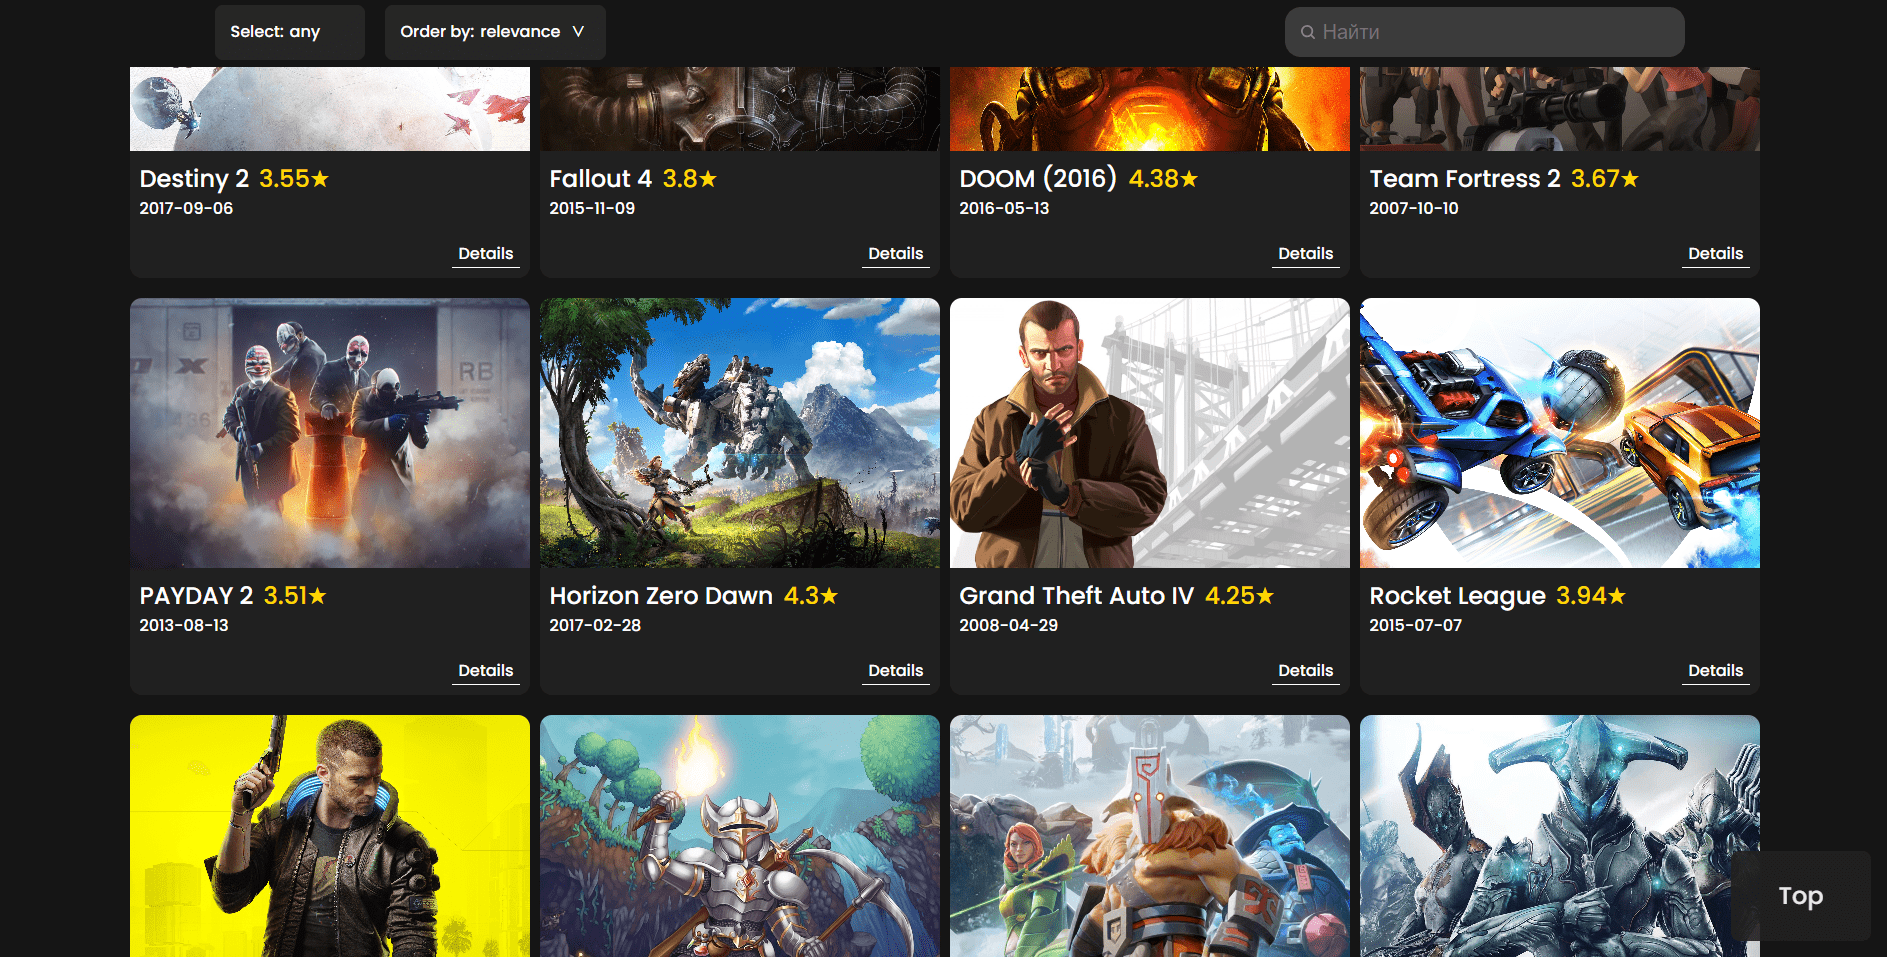 Select: any
Order by: relevance V
Найти
Destiny 2 3.55★
2017-09-06
Details
Fallout 4 3.8★
2015-11-09
Details
DOOM (2016) 4.38★
2016-05-13
Details
Team Fortress 2 3.67★
2007-10-10
Details
RB
PAYDAY 2 3.51★
2013-08-13
Details
Horizon Zero Dawn 4.3★
2017-02-28
Details
Grand Theft Auto IV 4.25★
2008-04-29
Details
Rocket League 3.94★
2015-07-07
Details
Top